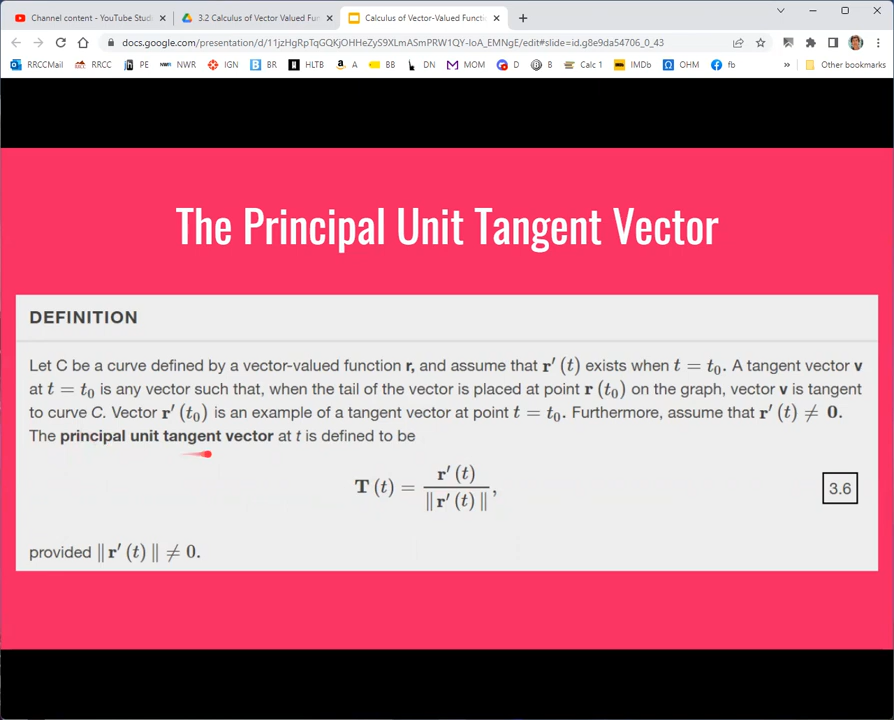 Channel content - YouTube Studi
3.2 Calculus of Vector Valued Fun
Calculus of Vector-Valued Functi
docs.google.com/presentation/d/11jzHgRpTqGQKjOHHeZyS9XLmASmPRW1QY-IoA_EMNgE/edit#slide=id.g8e9da54706_0_43
RRCCMail RRCC PE NWR IGN BR HLTB A BB DN MOM D B Calc 1 IMDb OHM fb » Other bookmarks
The Principal Unit Tangent Vector
DEFINITION
Let C be a curve defined by a vector-valued function r, and assume that r′(t) exists when t = t₀. A tangent vector v
at t = t₀ is any vector such that, when the tail of the vector is placed at point r(t₀) on the graph, vector v is tangent
to curve C. Vector r′(t₀) is an example of a tangent vector at point t = t₀. Furthermore, assume that r′(t) ≠ 0.
The principal unit tangent vector at t is defined to be
T(t) = r′(t) / ‖r′(t)‖,
3.6
provided ‖r′(t)‖ ≠ 0.